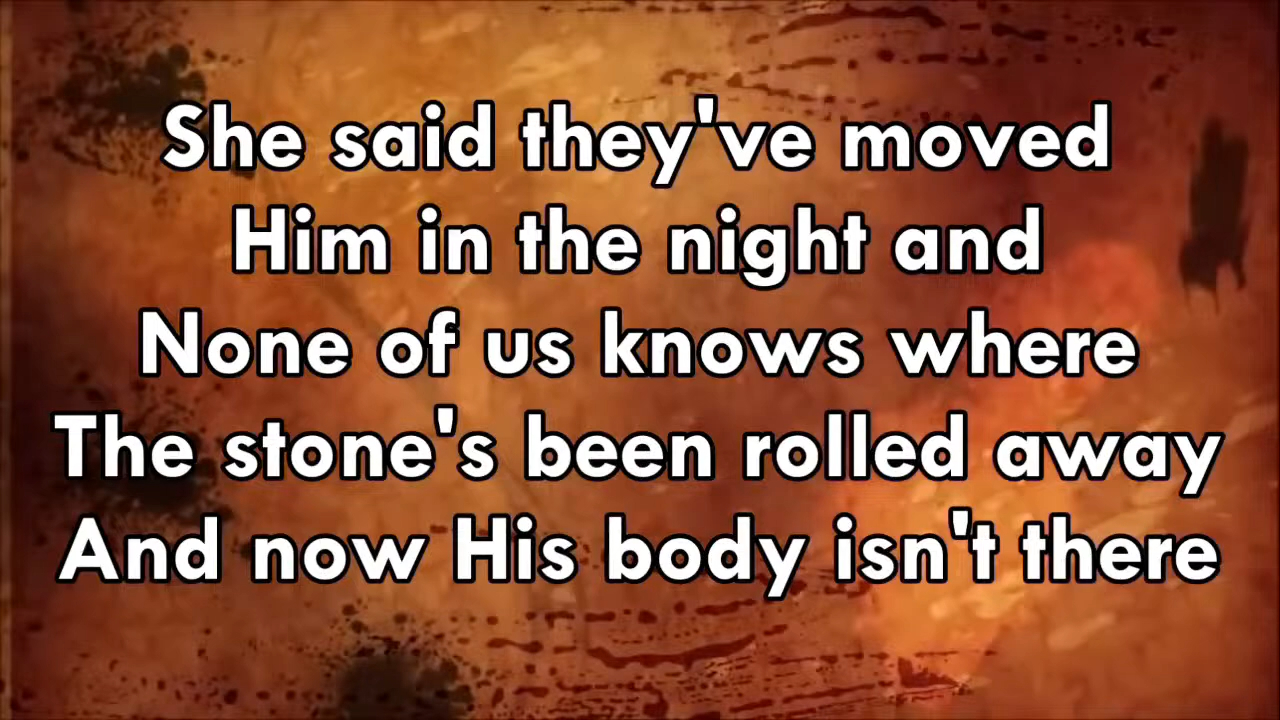 She said they've moved
Him in the night and
None of us knows where
The stone's been rolled away
And now His body isn't there